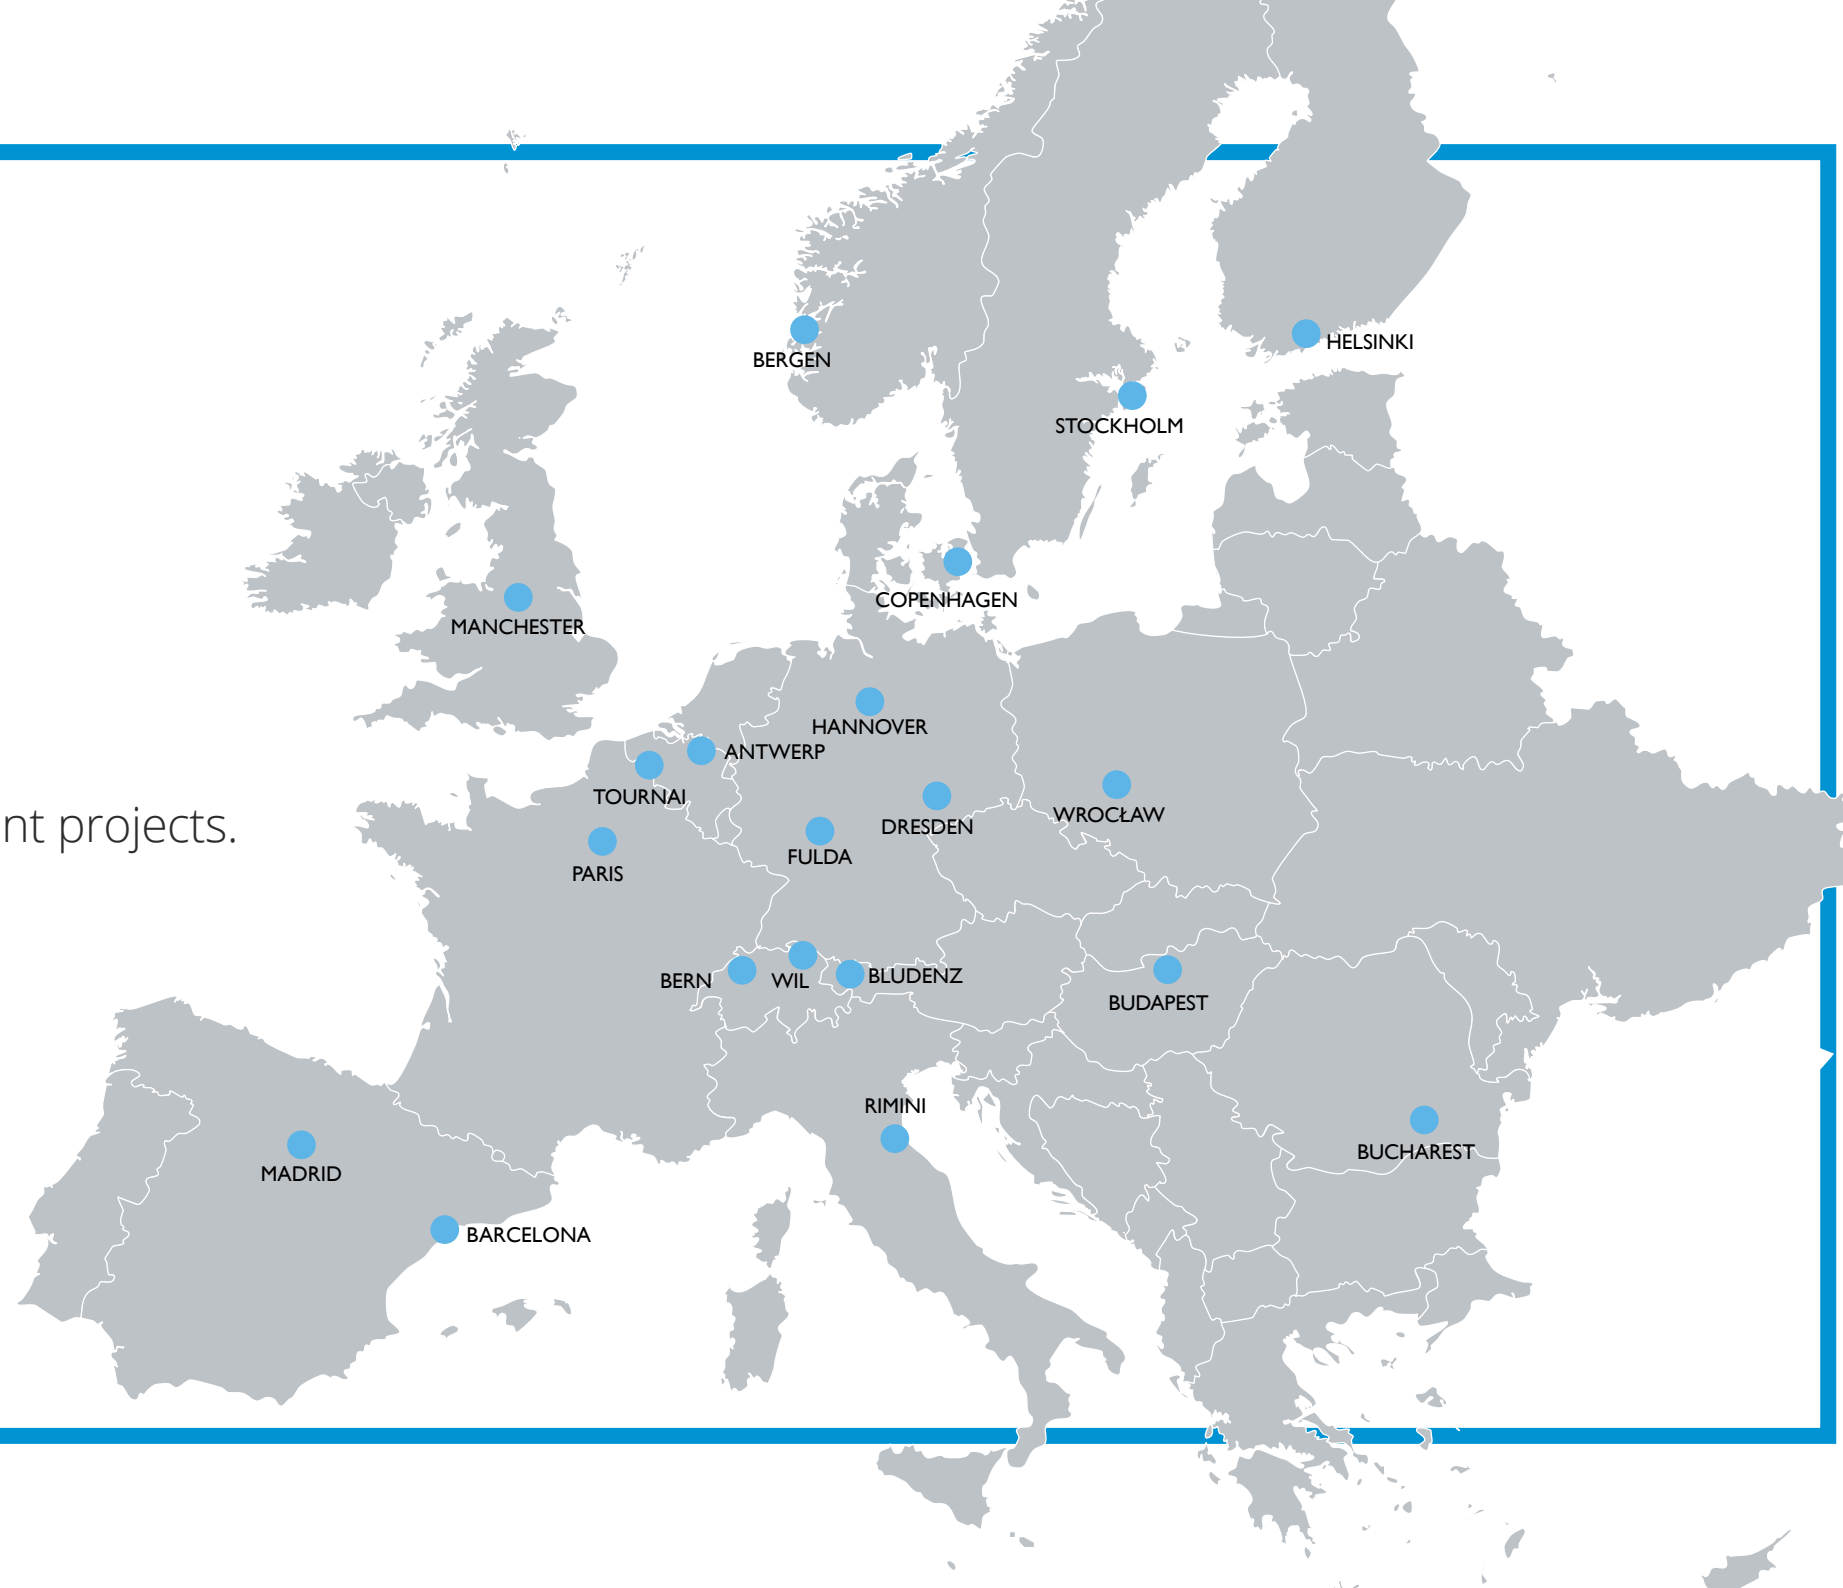 BERGEN
HELSINKI
STOCKHOLM
COPENHAGEN
MANCHESTER
HANNOVER
ANTWERP
TOURNAI
WROCŁAW
DRESDEN
nt projects.
FULDA
PARIS
BERN
WIL
BLUDENZ
BUDAPEST
RIMINI
BUCHAREST
MADRID
BARCELONA